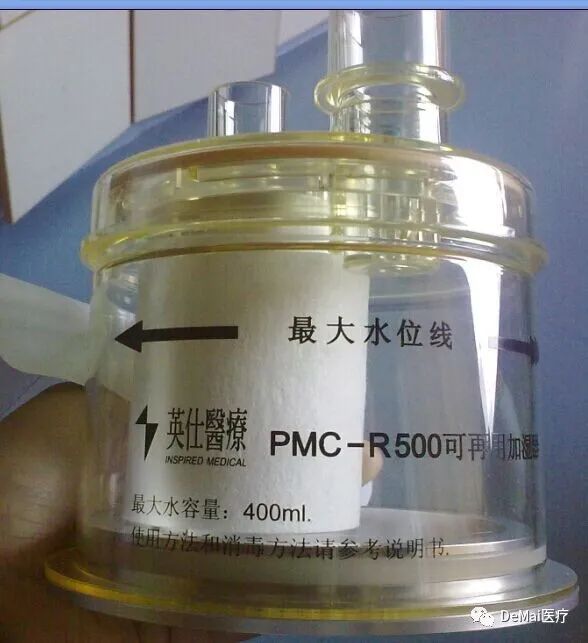 最大水位线
英仕醫療
INSPIRED MEDICAL
PMC-R500可再用加湿
最大水容量：400ml.
使用方法和消毒方法请参考说明书.
DeMai医疗